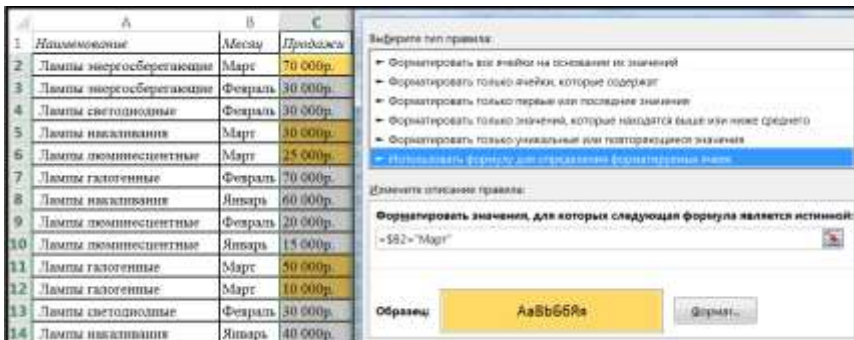 A B C
1 Наименование Месяц Продажи
2 Лампы энергосберегающие Март 70 000р.
3 Лампы энергосберегающие Февраль 30 000р.
4 Лампы светодиодные Февраль 30 000р.
5 Лампы накаливания Март 30 000р.
6 Лампы люминесцентные Март 25 000р.
7 Лампы галогенные Февраль 70 000р.
8 Лампы накаливания Январь 60 000р.
9 Лампы люминесцентные Февраль 20 000р.
10 Лампы люминесцентные Январь 15 000р.
11 Лампы галогенные Март 50 000р.
12 Лампы галогенные Март 10 000р.
13 Лампы светодиодные Февраль 30 000р.
14 Лампы накаливания Январь 40 000р.
Выберите тип правила:
► Форматировать все ячейки на основании их значений
► Форматировать только ячейки, которые содержат
► Форматировать только первые или последние значения
► Форматировать только значения, которые находятся выше или ниже среднего
► Форматировать только уникальные или повторяющиеся значения
► Использовать формулу для определения форматируемых ячеек
Измените описание правила:
Форматировать значения, для которых следующая формула является истинной:
=$B2="Март"
Образец: АаВbБбЯя Формат...